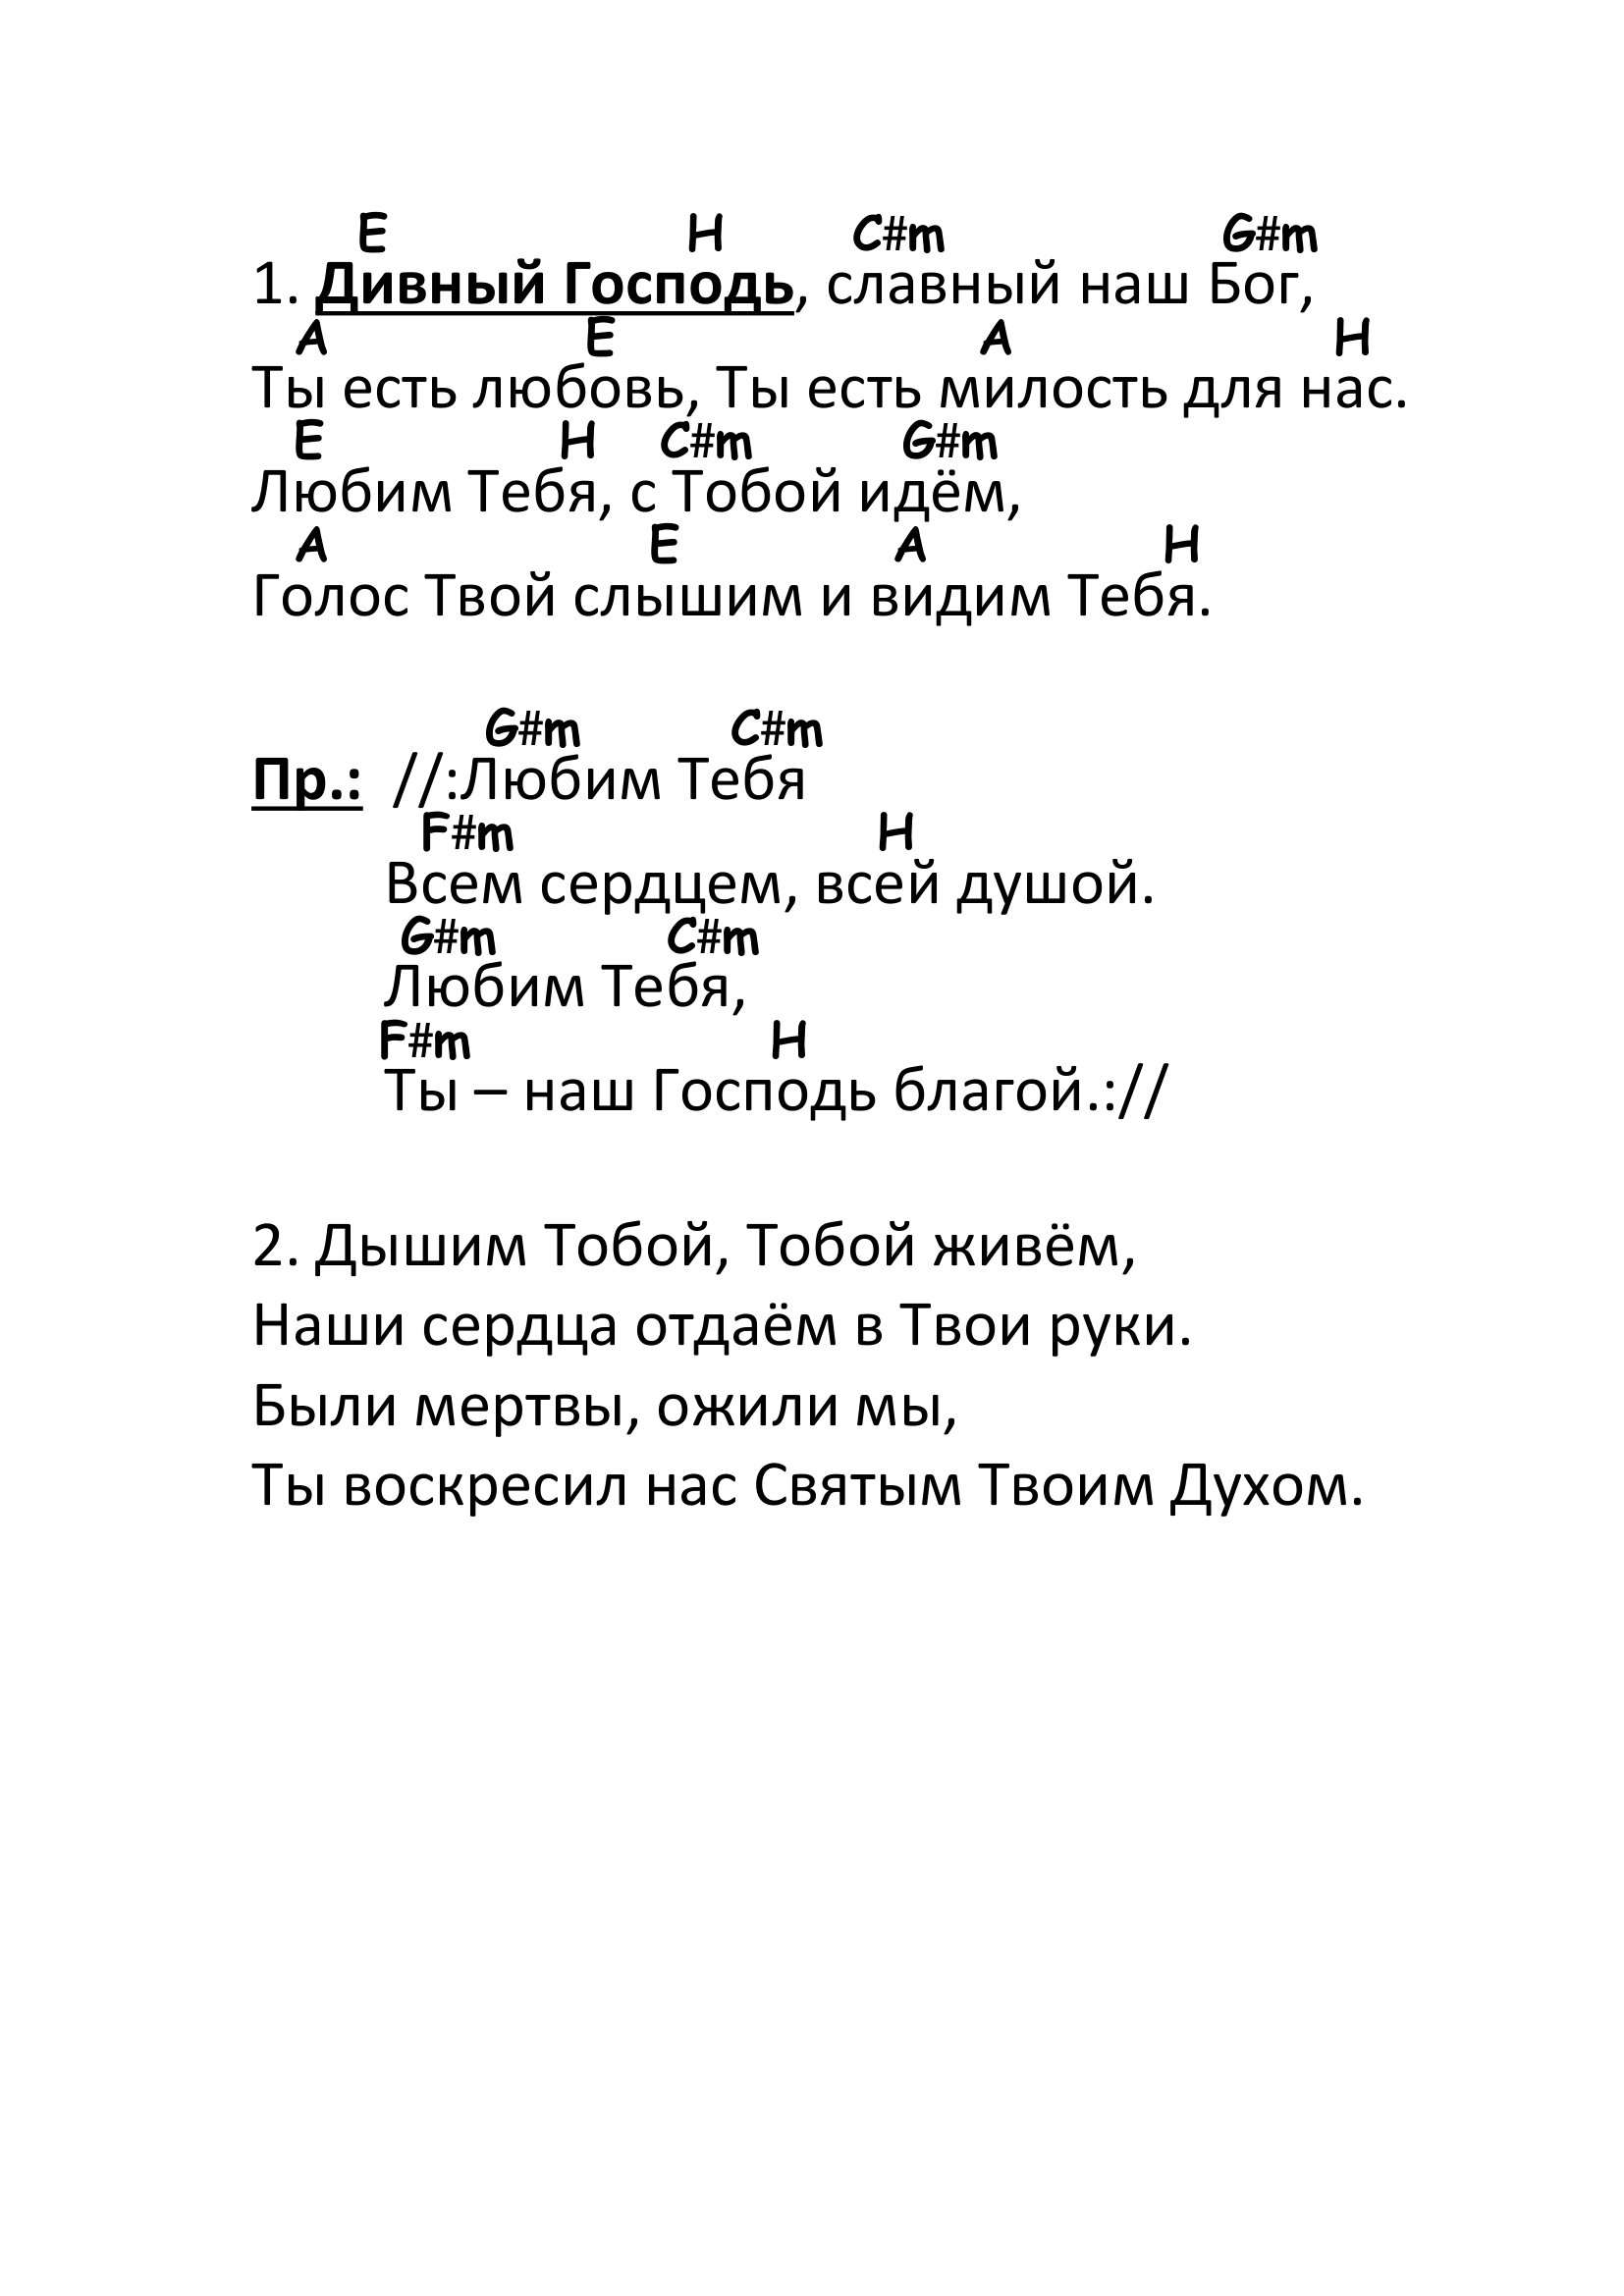 E H C#m G#m
1. Дивный Господь, славный наш Бог,
A E A H
Ты есть любовь, Ты есть милость для нас.
E H C#m G#m
Любим Тебя, с Тобой идём,
A E A H
Голос Твой слышим и видим Тебя.
G#m C#m
Пр.: //:Любим Тебя
F#m H
Всем сердцем, всей душой.
G#m C#m
Любим Тебя,
F#m H
Ты – наш Господь благой.://
2. Дышим Тобой, Тобой живём,
Наши сердца отдаём в Твои руки.
Были мертвы, ожили мы,
Ты воскресил нас Святым Твоим Духом.